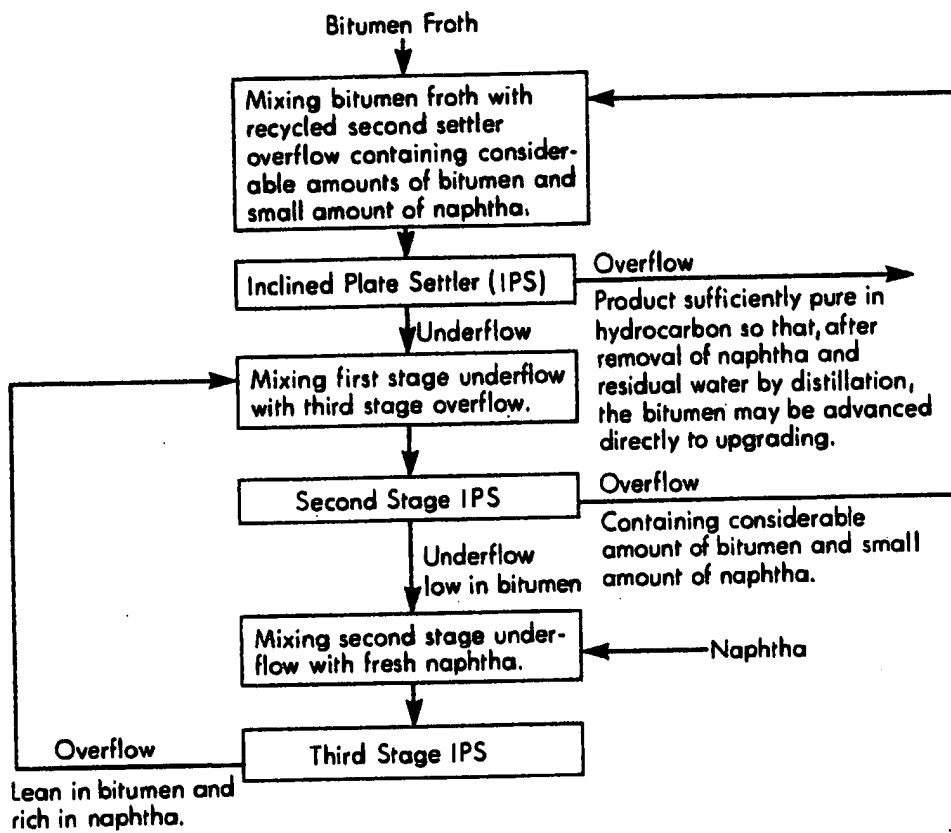 Bitumen Froth
Mixing bitumen froth with
recycled second settler
overflow containing consider-
able amounts of bitumen and
small amount of naphtha.
Inclined Plate Settler (IPS)
Overflow
Product sufficiently pure in
hydrocarbon so that, after
removal of naphtha and
residual water by distillation,
the bitumen may be advanced
directly to upgrading.
Underflow
Mixing first stage underflow
with third stage overflow.
Second Stage IPS
Overflow
Containing considerable
amount of bitumen and small
amount of naphtha.
Underflow
low in bitumen
Mixing second stage under-
flow with fresh naphtha.
Naphtha
Third Stage IPS
Overflow
Lean in bitumen and
rich in naphtha.